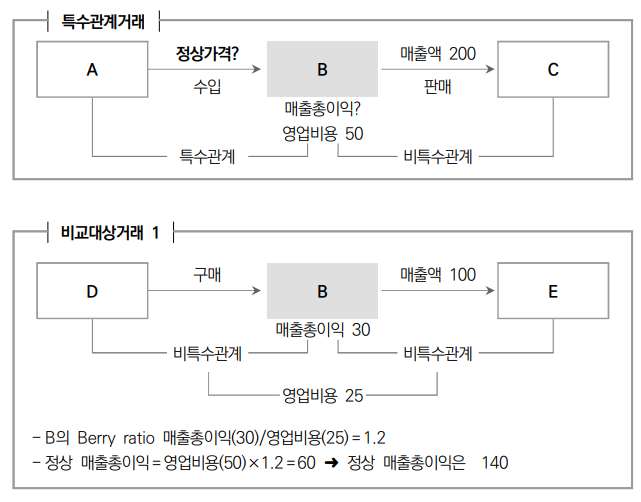 특수관계거래
A
정상가격?
수입
B
매출액 200
판매
C
매출총이익?
영업비용 50
특수관계
비특수관계
비교대상거래 1
D
구매
B
매출액 100
E
매출총이익 30
비특수관계
비특수관계
영업비용 25
– B의 Berry ratio 매출총이익(30)/영업비용(25)=1.2
– 정상 매출총이익=영업비용(50)×1.2=60 ➜ 정상 매출총이익은 140